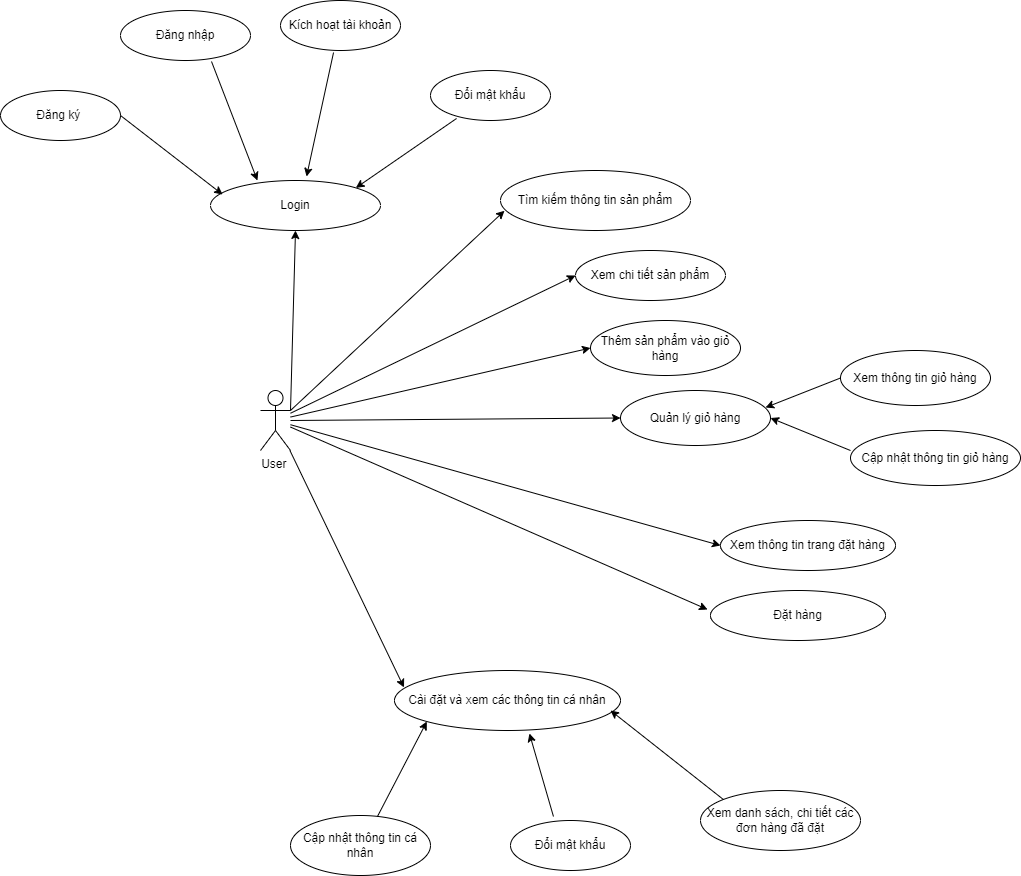 Kích hoạt tài khoản
Đăng nhập
Đổi mật khẩu
Đăng ký
Login
Tìm kiếm thông tin sản phẩm
Xem chi tiết sản phẩm
Thêm sản phẩm vào giỏ
hàng
Xem thông tin giỏ hàng
Quản lý giỏ hàng
Cập nhật thông tin giỏ hàng
User
Xem thông tin trang đặt hàng
Đặt hàng
Cài đặt và xem các thông tin cá nhân
Xem danh sách, chi tiết các
đơn hàng đã đặt
Cập nhật thông tin cá
nhân
Đổi mật khẩu